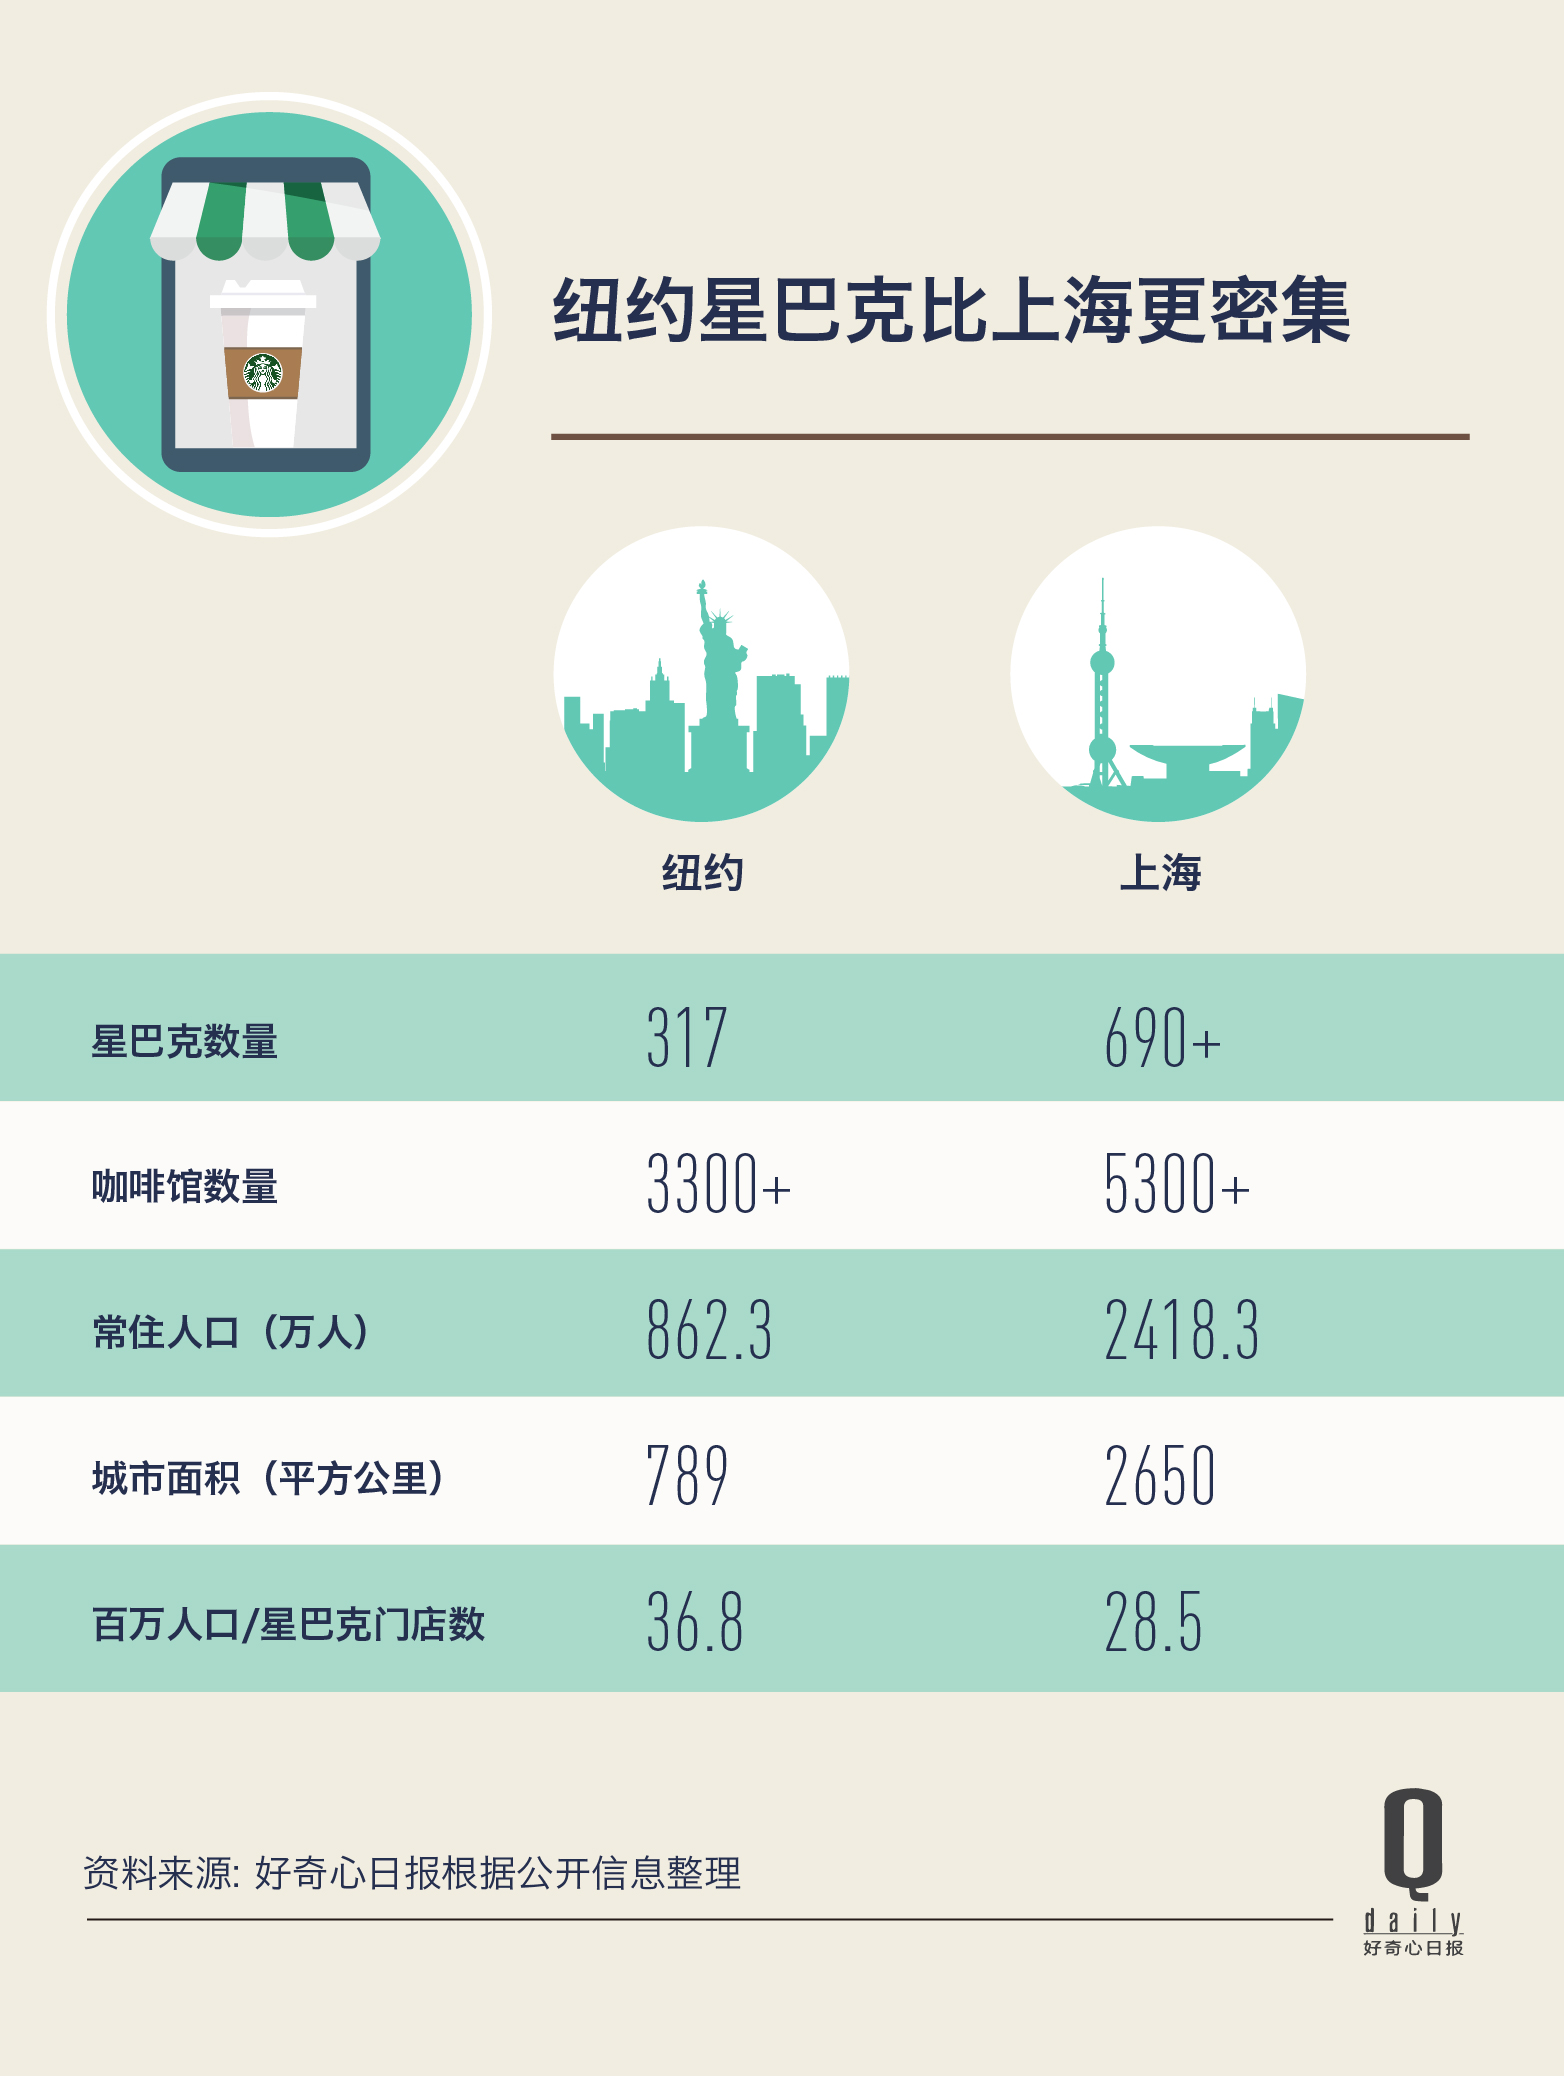 纽约星巴克比上海更密集
纽约 上海
星巴克数量 317 690+
咖啡馆数量 3300+ 5300+
常住人口（万人） 862.3 2418.3
城市面积（平方公里） 789 2650
百万人口/星巴克门店数 36.8 28.5
资料来源: 好奇心日报根据公开信息整理
Q
daily
好奇心日报